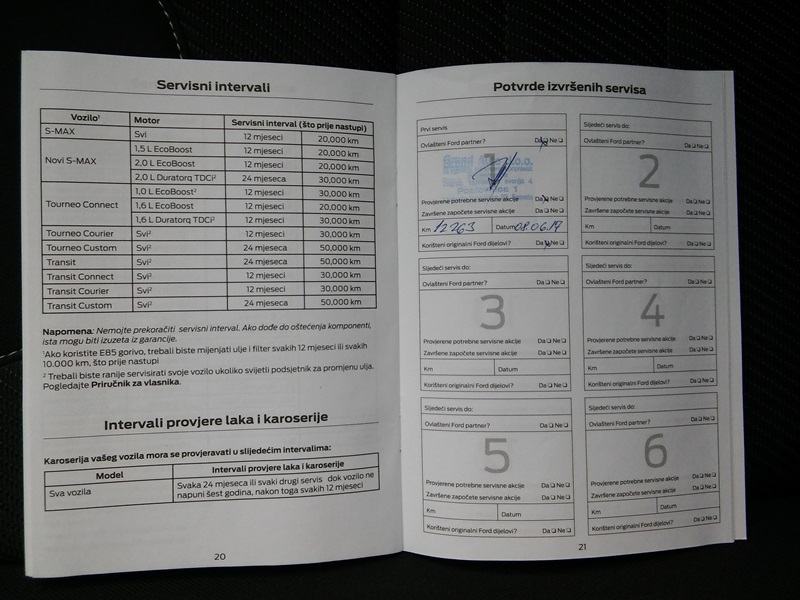 Servisni intervali
Vozilo¹ Motor Servisni interval (što prije nastupi)
S-MAX Svi 12 mjeseci 20,000 km
Novi S-MAX 1,5 L EcoBoost 12 mjeseci 20,000 km
2,0 L EcoBoost 12 mjeseci 20,000 km
2,0 L Duratorq TDCi² 24 mjeseca 30,000 km
Tourneo Connect 1,0 L EcoBoost² 12 mjeseci 30,000 km
1,6 L EcoBoost 12 mjeseci 20,000 km
1,6 L Duratorq TDCi² 12 mjeseci 30,000 km
Tourneo Courier Svi² 12 mjeseci 30,000 km
Tourneo Custom Svi² 24 mjeseca 50,000 km
Transit Svi² 24 mjeseca 50,000 km
Transit Connect Svi² 12 mjeseci 30,000 km
Transit Courier Svi² 12 mjeseci 30,000 km
Transit Custom Svi² 24 mjeseca 50,000 km
Napomena: Nemojte prekoračiti servisni interval. Ako dođe do oštećenja komponenti,
ista mogu biti izuzeta iz garancije.
¹Ako koristite E85 gorivo, trebali biste mijenjati ulje i filter svakih 12 mjeseci ili svakih
10.000 km, što prije nastupi
² Trebali biste ranije servisirati svoje vozilo ukoliko svijetli podsjetnik za promjenu ulja.
Pogledajte Priručnik za vlasnika.
Intervali provjere laka i karoserije
Karoserija vašeg vozila mora se provjeravati u slijedećim intervalima:
Model Intervali provjere laka i karoserije
Sva vozila Svaka 24 mjeseca ili svaki drugi servis dok vozilo ne
napuni šest godina, nakon toga svakih 12 mjeseci
20
Potvrde izvršenih servisa
Prvi servis
Ovlašteni Ford partner? Da Ne
1
Provjerene potrebne servisne akcije Da Ne
Završene započete servisne akcije Da Ne
Km 12263 Datum 08.06.19
Korišteni originalni Ford dijelovi? Da Ne
Sljedeći servis do:
Ovlašteni Ford partner? Da Ne
2
Provjerene potrebne servisne akcije Da Ne
Završene započete servisne akcije Da Ne
Km Datum
Korišteni originalni Ford dijelovi? Da Ne
Sljedeći servis do:
Ovlašteni Ford partner? Da Ne
3
Provjerene potrebne servisne akcije Da Ne
Završene započete servisne akcije Da Ne
Km Datum
Korišteni originalni Ford dijelovi? Da Ne
Sljedeći servis do:
Ovlašteni Ford partner? Da Ne
4
Provjerene potrebne servisne akcije Da Ne
Završene započete servisne akcije Da Ne
Km Datum
Korišteni originalni Ford dijelovi? Da Ne
Sljedeći servis do:
Ovlašteni Ford partner? Da Ne
5
Provjerene potrebne servisne akcije Da Ne
Završene započete servisne akcije Da Ne
Km Datum
Korišteni originalni Ford dijelovi? Da Ne
Sljedeći servis do:
Ovlašteni Ford partner? Da Ne
6
Provjerene potrebne servisne akcije Da Ne
Završene započete servisne akcije Da Ne
Km Datum
Korišteni originalni Ford dijelovi? Da Ne
21